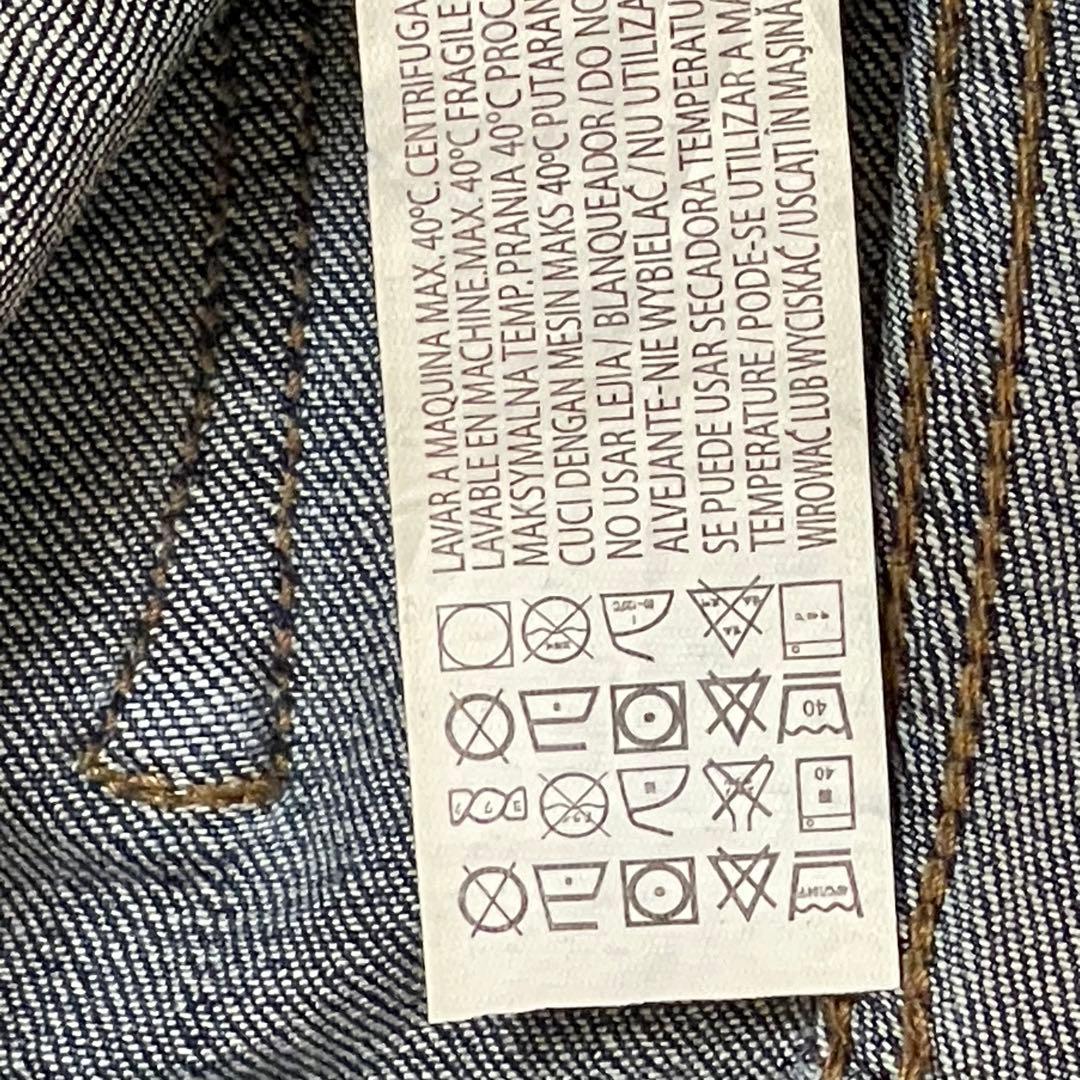 LAVAR A MAQUINA MAX. 40°C. CENTRIFUGA
LAVABLE EN MACHINE.MAX. 40°C FRAGILE
MAKSYMALNA TEMP. PRANIA 40°C PROC
CUCI DENGAN MESIN MAKS 40°C PUTARAN
NO USAR LEJIA / BLANQUEADOR / DO NO
ALVEJANTE-NIE WYBIELAĆ / NU UTILIZA
SE PUEDE USAR SECADORA TEMPERATU
TEMPERATURE / PODE-SE UTILIZAR A MA
WIROWAĆ LUB WYCISKAĆ / USCAȚI ÎN MAȘINĂ
40
40